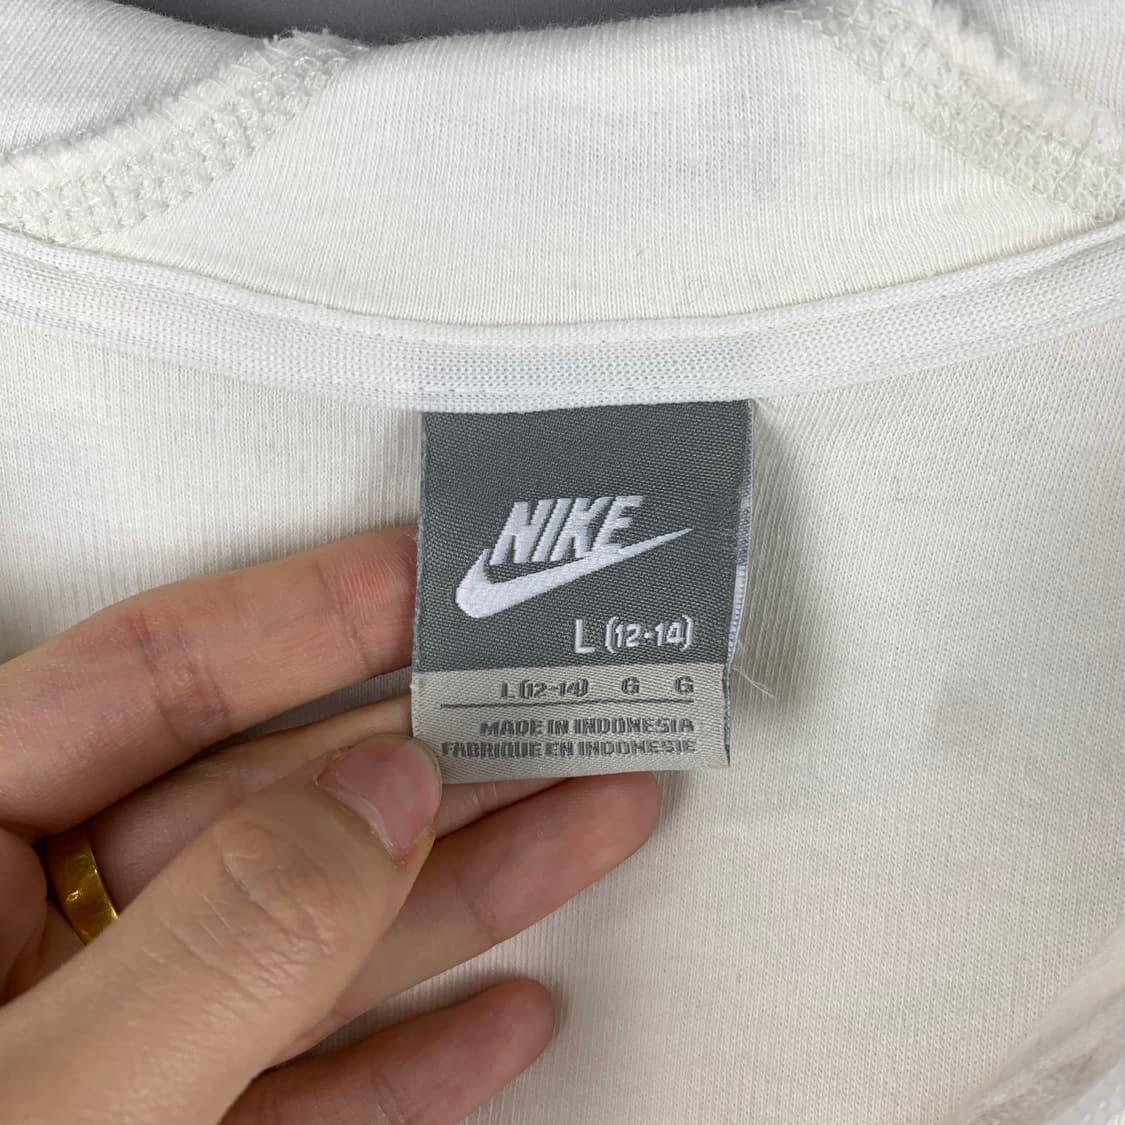 NIKE
L (12-14)
L (12-14) G G
MADE IN INDONESIA
FABRIQUE EN INDONESIE